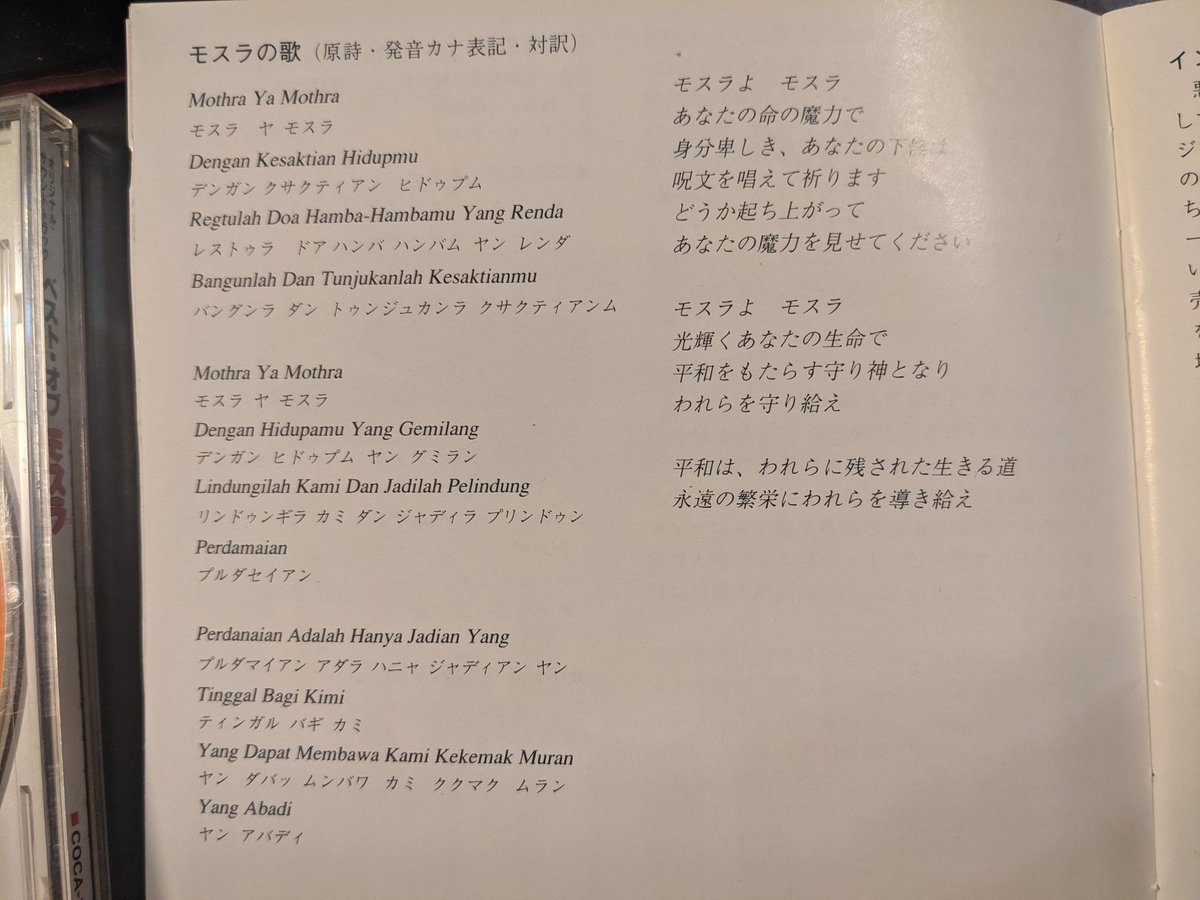 モスラの歌（原詩・発音カナ表記・対訳）
Mothra Ya Mothra
モスラ ヤ モスラ
Dengan Kesaktian Hidupmu
デンガン クサクティアン ヒドゥプム
Regtulah Doa Hamba-Hambamu Yang Renda
レストゥラ ドア ハンバ ハンバム ヤン レンダ
Bangunlah Dan Tunjukanlah Kesaktianmu
バングンラ ダン トゥンジュカンラ クサクティアンム
Mothra Ya Mothra
モスラ ヤ モスラ
Dengan Hidupamu Yang Gemilang
デンガン ヒドゥプム ヤン グミラン
Lindungilah Kami Dan Jadilah Pelindung
リンドゥンギラ カミ ダン ジャディラ プリンドゥン
Perdamaian
プルダセイアン
Perdanaian Adalah Hanya Jadian Yang
プルダマイアン アダラ ハニャ ジャディアン ヤン
Tinggal Bagi Kimi
ティンガル バギ カミ
Yang Dapat Membawa Kami Kekemak Muran
ヤン ダバッ ムンバワ カミ ククマク ムラン
Yang Abadi
ヤン アバディ
モスラよ モスラ
あなたの命の魔力で
身分卑しき、あなたの下僕は
呪文を唱えて祈ります
どうか起ち上がって
あなたの魔力を見せてください
モスラよ モスラ
光輝くあなたの生命で
平和をもたらす守り神となり
われらを守り給え
平和は、われらに残された生きる道
永遠の繁栄にわれらを導き給え
COCA-